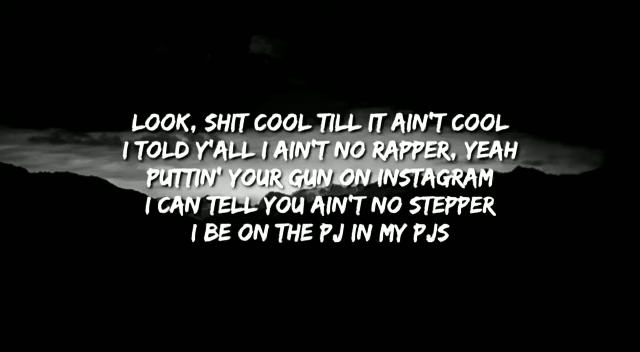 LOOK, SHIT COOL TILL IT AIN'T COOL
I TOLD Y'ALL I AIN'T NO RAPPER, YEAH
PUTTIN' YOUR GUN ON INSTAGRAM
I CAN TELL YOU AIN'T NO STEPPER
I BE ON THE PJ IN MY PJS